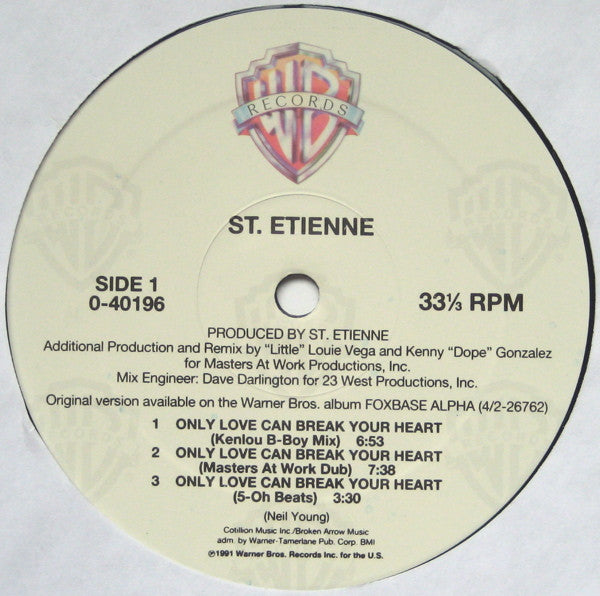 WB
RECORDS
ST. ETIENNE
SIDE 1
0-40196
33⅓ RPM
PRODUCED BY ST. ETIENNE
Additional Production and Remix by “Little” Louie Vega and Kenny “Dope” Gonzalez
for Masters At Work Productions, Inc.
Mix Engineer: Dave Darlington for 23 West Productions, Inc.
Original version available on the Warner Bros. album FOXBASE ALPHA (4/2-26762)
1 ONLY LOVE CAN BREAK YOUR HEART
(Kenlou B-Boy Mix) 6:53
2 ONLY LOVE CAN BREAK YOUR HEART
(Masters At Work Dub) 7:38
3 ONLY LOVE CAN BREAK YOUR HEART
(5-Oh Beats) 3:30
(Neil Young)
Cotillion Music Inc./Broken Arrow Music
adm. by Warner-Tamerlane Pub. Corp. BMI
℗1991 Warner Bros. Records Inc. for the U.S.